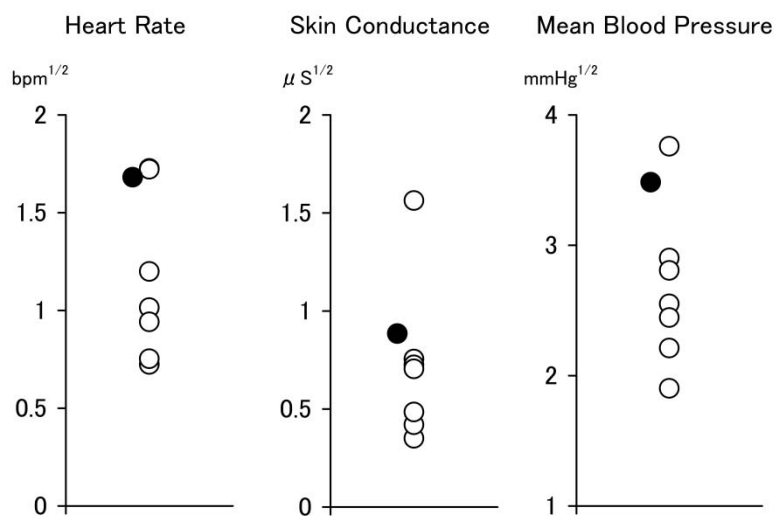 Heart Rate
bpm1/2
2
1.5
1
0.5
0
Skin Conductance
μS1/2
2
1.5
1
0.5
0
Mean Blood Pressure
mmHg1/2
4
3
2
1